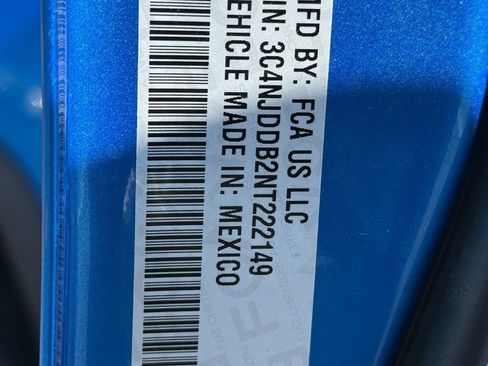 MFD BY: FCA US LLC
VIN: 3C4NJDDB2NT222149
VEHICLE MADE IN: MEXICO